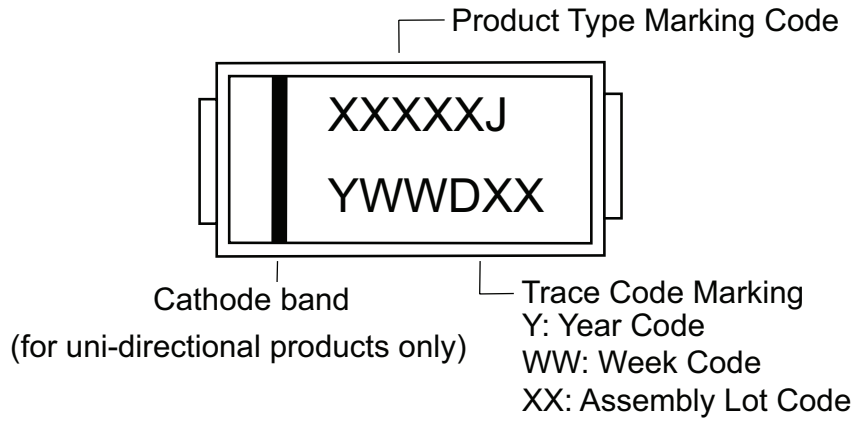 Product Type Marking Code
XXXXXJ
YWWDXX
Cathode band
(for uni-directional products only)
Trace Code Marking
Y: Year Code
WW: Week Code
XX: Assembly Lot Code